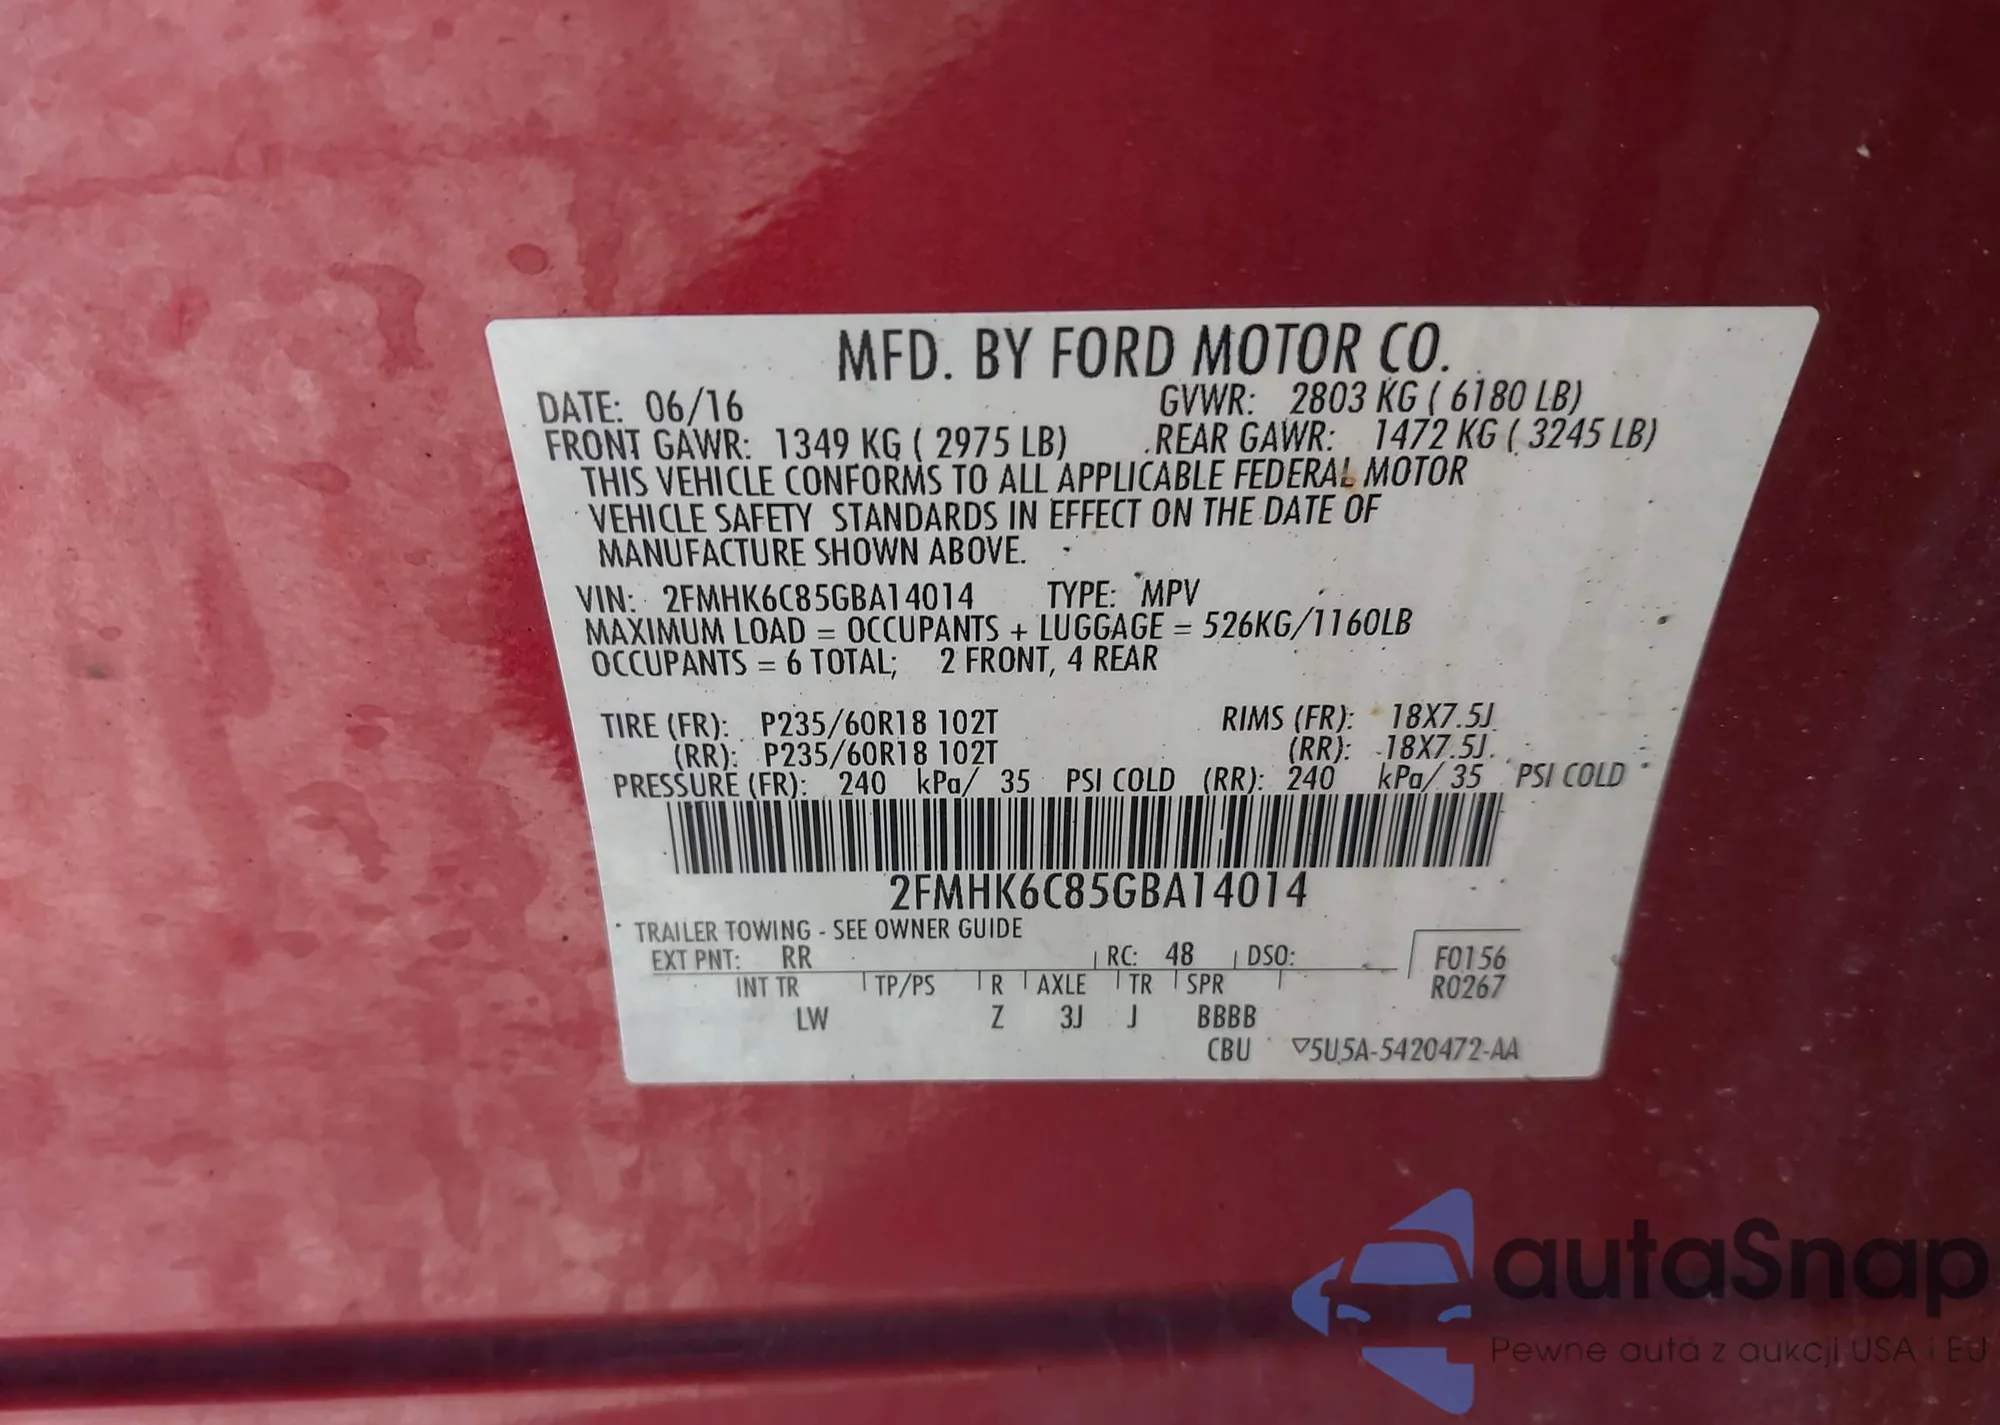 MFD. BY FORD MOTOR CO.
DATE: 06/16 GVWR: 2803 KG ( 6180 LB)
FRONT GAWR: 1349 KG ( 2975 LB) REAR GAWR: 1472 KG ( 3245 LB)
THIS VEHICLE CONFORMS TO ALL APPLICABLE FEDERAL MOTOR
VEHICLE SAFETY STANDARDS IN EFFECT ON THE DATE OF
MANUFACTURE SHOWN ABOVE.
VIN: 2FMHK6C85GBA14014 TYPE: MPV
MAXIMUM LOAD = OCCUPANTS + LUGGAGE = 526KG/1160LB
OCCUPANTS = 6 TOTAL; 2 FRONT, 4 REAR
TIRE (FR): P235/60R18 102T RIMS (FR): 18X7.5J
(RR): P235/60R18 102T (RR): 18X7.5J
PRESSURE (FR): 240 kPa/ 35 PSI COLD (RR): 240 kPa/ 35 PSI COLD
2FMHK6C85GBA14014
TRAILER TOWING - SEE OWNER GUIDE
EXT PNT: RR RC: 48 DSO: F0156
INT TR TP/PS R AXLE TR SPR R0267
LW Z 3J J BBBB
CBU ▽5U5A-5420472-AA
autaSnap
Pewne auta z aukcji USA i EU